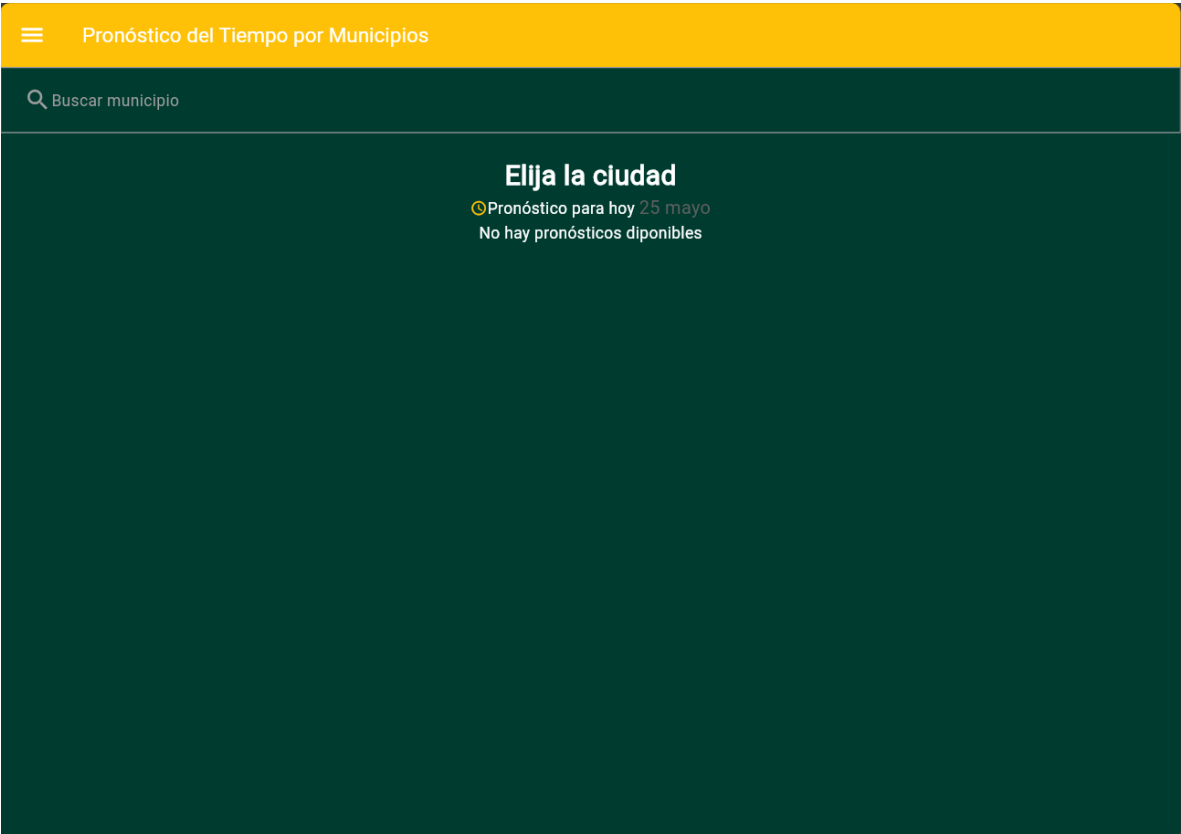 Pronóstico del Tiempo por Municipios
Buscar municipio
Elija la ciudad
Pronóstico para hoy 25 mayo
No hay pronósticos diponibles